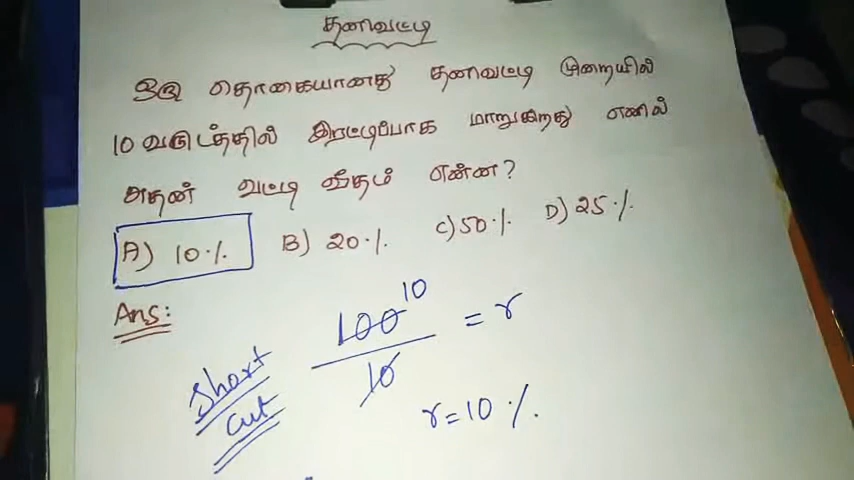 தனிவட்டி
ஒரு தொகையானது தனிவட்டி முறையில்
10 வருடத்தில் இரட்டிப்பாக மாறுகிறது எனில்
அதன் வட்டி வீதம் என்ன?
A) 10% B) 20% C) 50% D) 25%
Ans:
100 10
10 = r
Short
cut
r = 10%